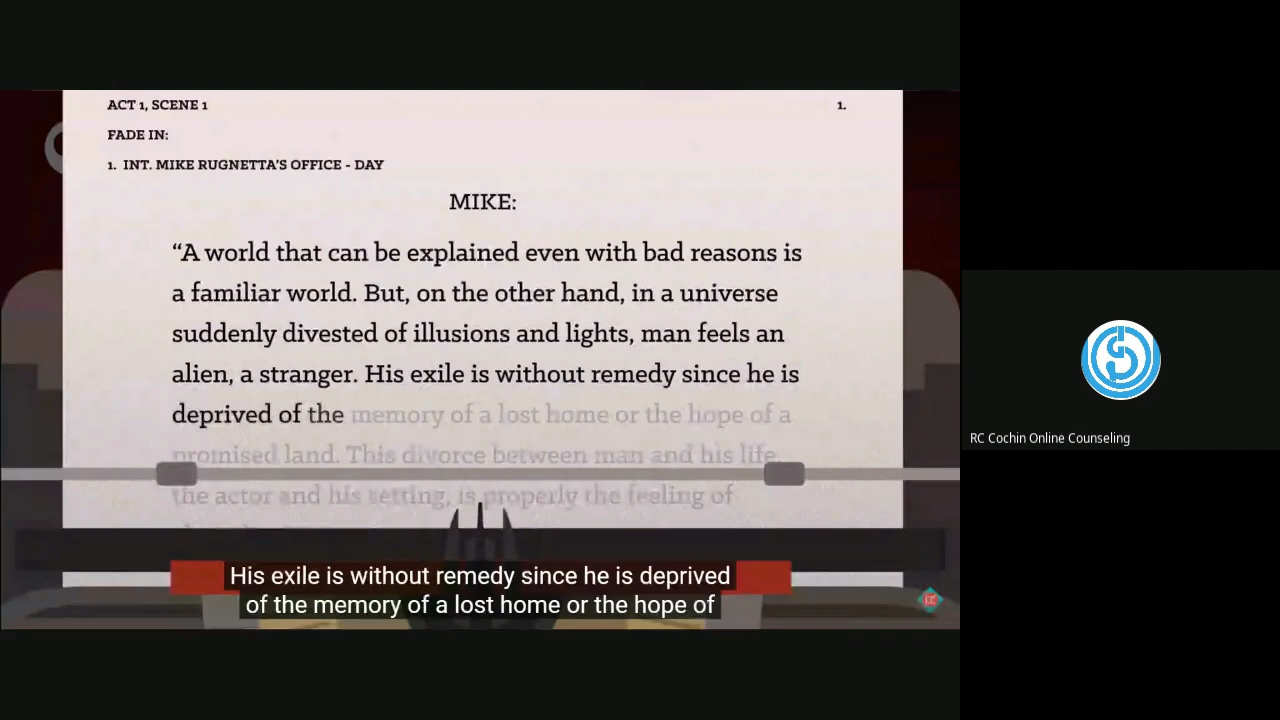 ACT 1, SCENE 1 1.
FADE IN:
1. INT. MIKE RUGNETTA'S OFFICE - DAY
MIKE:
“A world that can be explained even with bad reasons is
a familiar world. But, on the other hand, in a universe
suddenly divested of illusions and lights, man feels an
alien, a stranger. His exile is without remedy since he is
deprived of the memory of a lost home or the hope of a
promised land. This divorce between man and his life,
the actor and his setting, is properly the feeling of
His exile is without remedy since he is deprived
of the memory of a lost home or the hope of
CC
RC Cochin Online Counseling